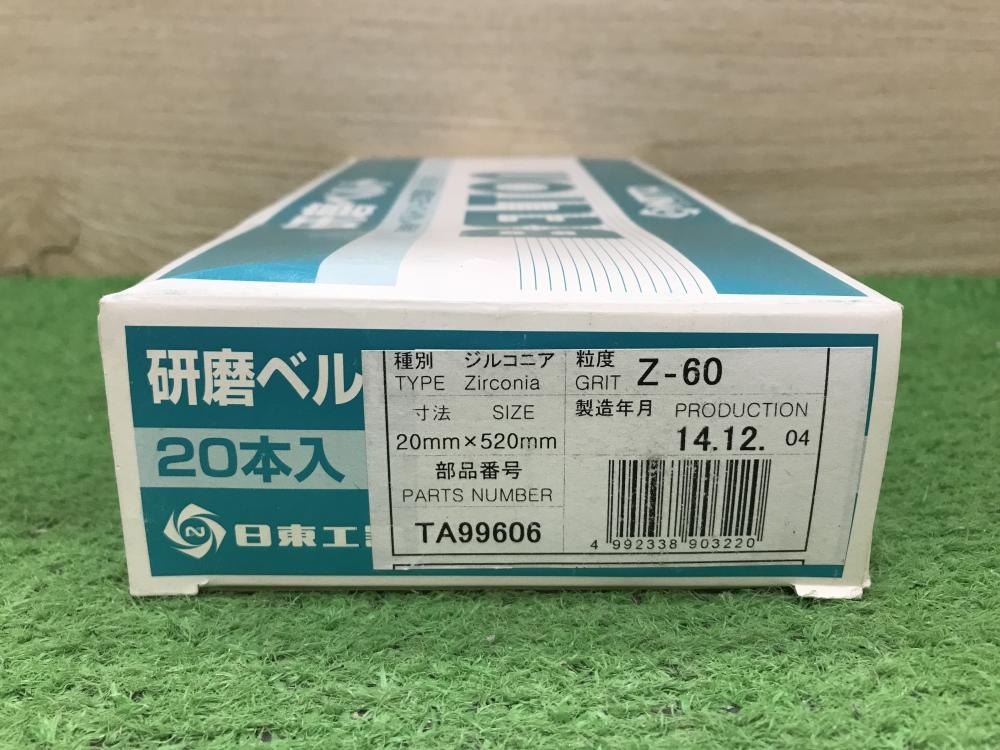 研磨ベル
20本入
日東工
種別 ジルコニア
TYPE Zirconia
寸法 SIZE
20mm×520mm
部品番号
PARTS NUMBER
TA99606
粒度
GRIT Z-60
製造年月 PRODUCTION
14.12. 04
4 992338 903220